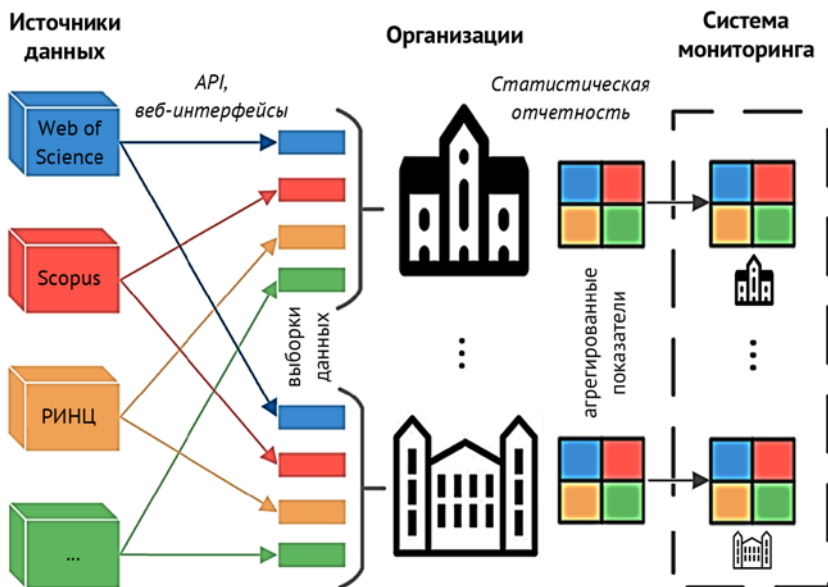 Источники
данных
Организации
Система
мониторинга
API,
веб-интерфейсы
Статистическая
отчетность
Web of
Science
Scopus
РИНЦ
...
выборки
данных
...
агрегированные
показатели
...